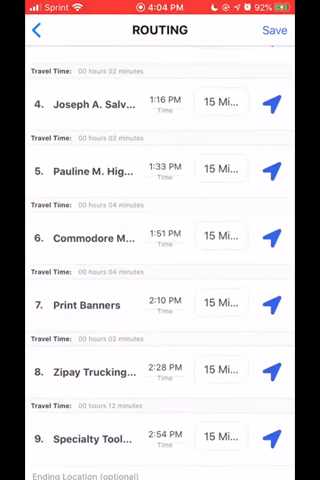 Sprint 4:04 PM 92%
ROUTING Save
Travel Time: 00 hours 02 minutes
4. Joseph A. Salv... 1:16 PM 15 Mi...
Time
Travel Time: 00 hours 02 minutes
5. Pauline M. Hig... 1:33 PM 15 Mi...
Time
Travel Time: 00 hours 04 minutes
6. Commodore M... 1:51 PM 15 Mi...
Time
Travel Time: 00 hours 04 minutes
7. Print Banners 2:10 PM 15 Mi...
Time
Travel Time: 00 hours 02 minutes
8. Zipay Trucking... 2:28 PM 15 Mi...
Time
Travel Time: 00 hours 12 minutes
9. Specialty Tool... 2:54 PM 15 Mi...
Time
Ending Location (optional)